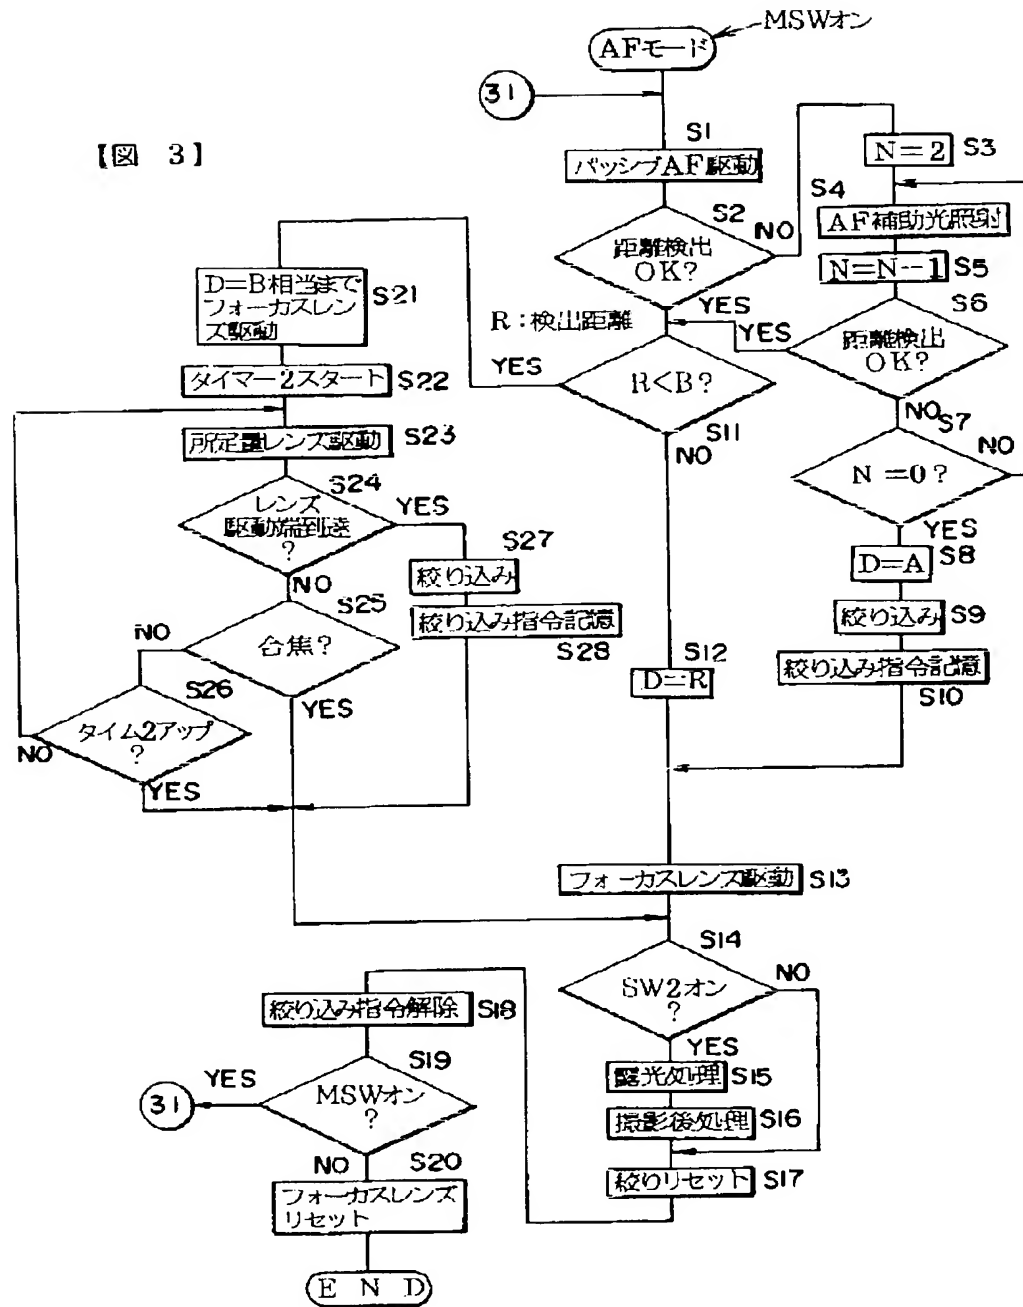 MSWオン
AFモード
31
【図 3】
S1
パッシブAF駆動
S2
距離検出
OK?
NO
YES
N=2
S3
S4
AF補助光照射
N=N-1
S5
S6
距離検出
OK?
YES
NO
S7
N=0?
NO
YES
S8
D=A
絞り込み
S9
絞り込み指令記憶
S10
R:検出距離
R<B?
YES
S11
NO
S12
D=R
D=B相当まで
フォーカスレン
ズ駆動
S21
タイマー2スタート
S22
所定量レンズ駆動
S23
S24
レンズ
駆動端到達
?
YES
NO
S27
絞り込み
絞り込み指令記憶
S28
S25
合焦?
NO
YES
S26
タイム2アップ
?
NO
YES
フォーカスレンズ駆動
S13
S14
SW2オン
?
NO
YES
露光処理
S15
撮影後処理
S16
絞りリセット
S17
絞り込み指令解除
S18
S19
MSWオン
?
YES
31
NO
S20
フォーカスレンズ
リセット
END